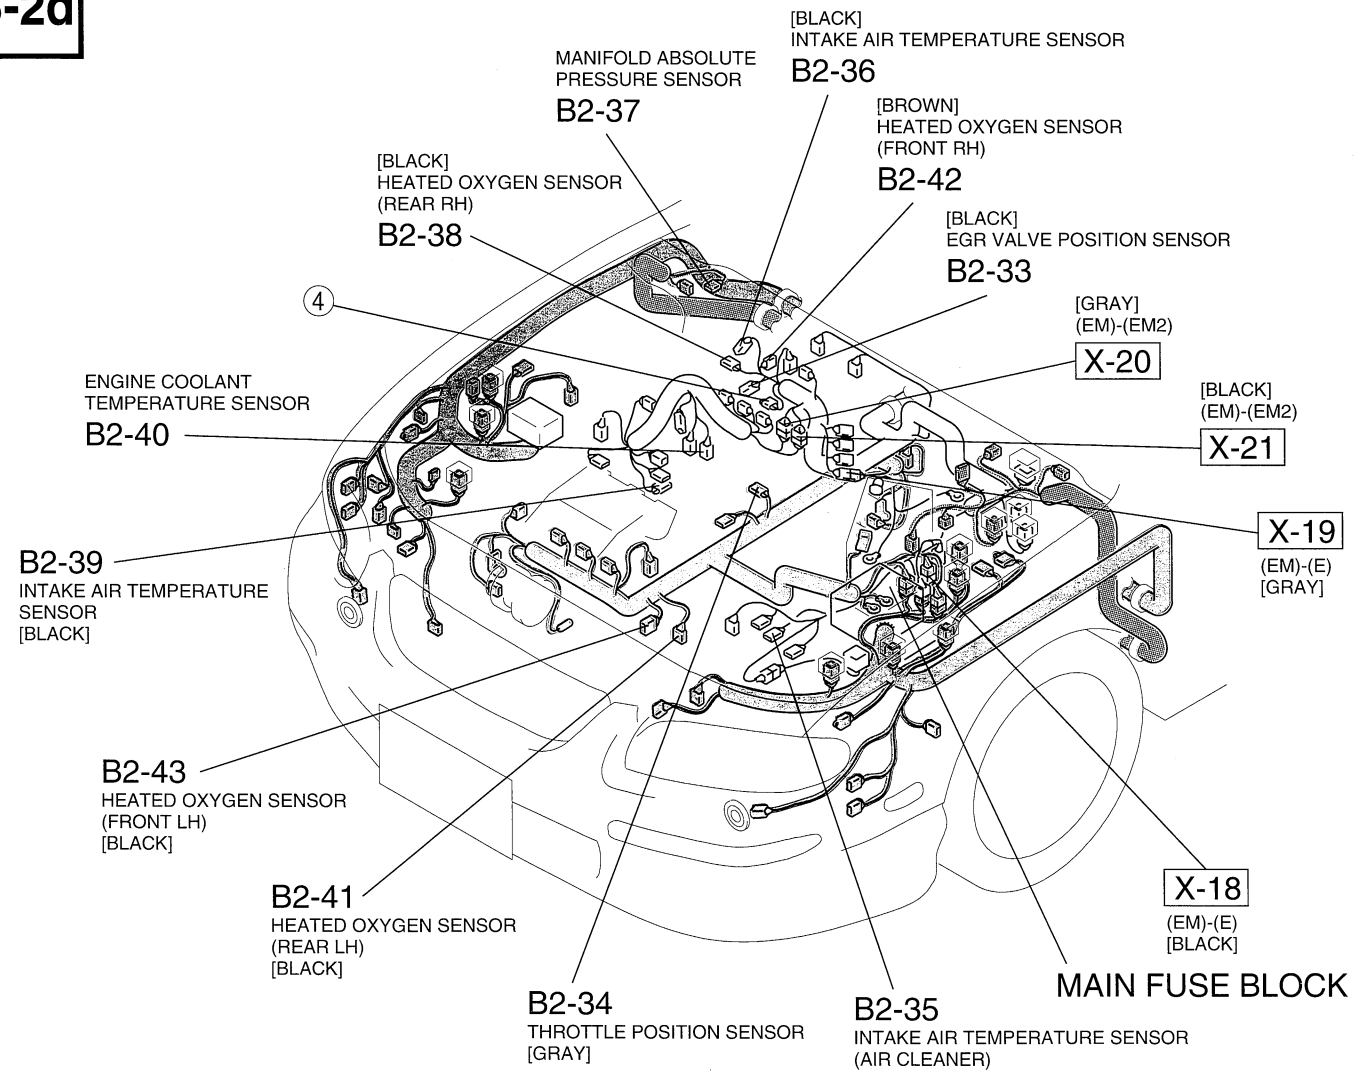 -2d
[BLACK]
INTAKE AIR TEMPERATURE SENSOR
B2-36
MANIFOLD ABSOLUTE
PRESSURE SENSOR
B2-37
[BROWN]
HEATED OXYGEN SENSOR
(FRONT RH)
B2-42
[BLACK]
HEATED OXYGEN SENSOR
(REAR RH)
B2-38
[BLACK]
EGR VALVE POSITION SENSOR
B2-33
4
[GRAY]
(EM)-(EM2)
X-20
ENGINE COOLANT
TEMPERATURE SENSOR
B2-40
[BLACK]
(EM)-(EM2)
X-21
X-19
(EM)-(E)
[GRAY]
B2-39
INTAKE AIR TEMPERATURE
SENSOR
[BLACK]
B2-43
HEATED OXYGEN SENSOR
(FRONT LH)
[BLACK]
B2-41
HEATED OXYGEN SENSOR
(REAR LH)
[BLACK]
X-18
(EM)-(E)
[BLACK]
MAIN FUSE BLOCK
B2-34
THROTTLE POSITION SENSOR
[GRAY]
B2-35
INTAKE AIR TEMPERATURE SENSOR
(AIR CLEANER)